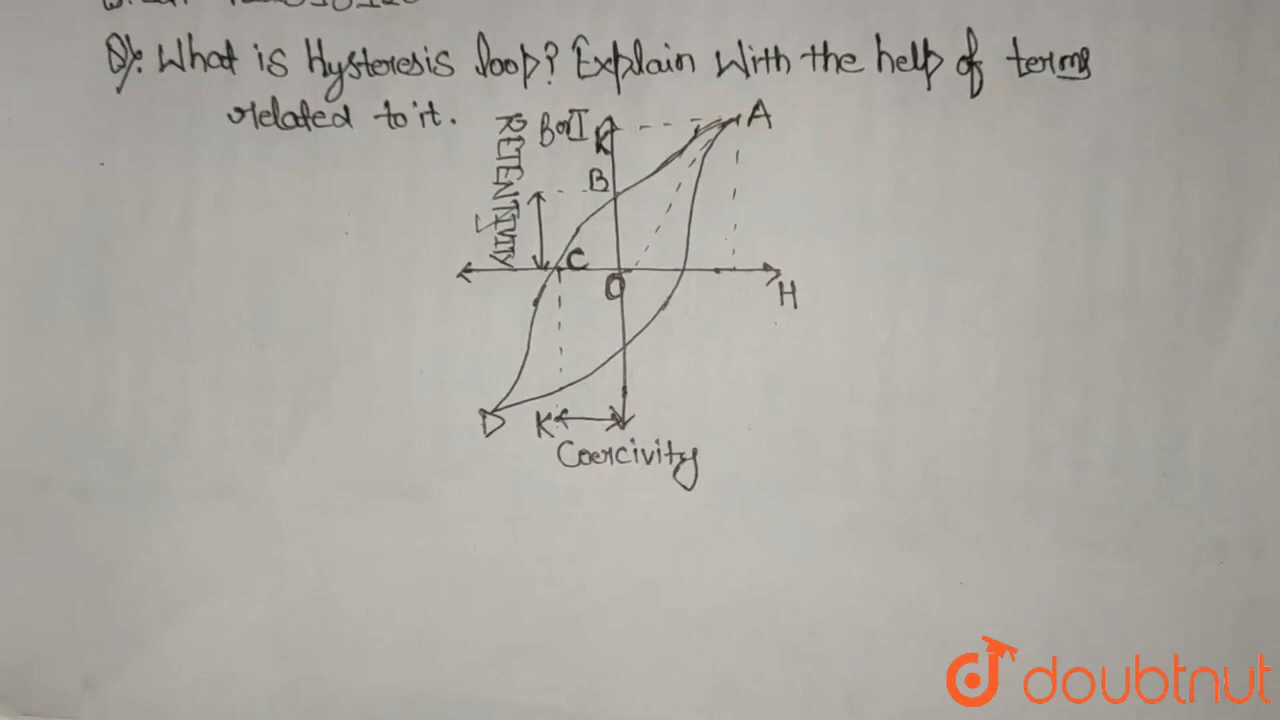 Q). What is Hysteresis loop? Explain With the help of terms
related to it.
RETENTIVITY
B or I
A
B
C
O
H
D
K
Coercivity
doubtnut